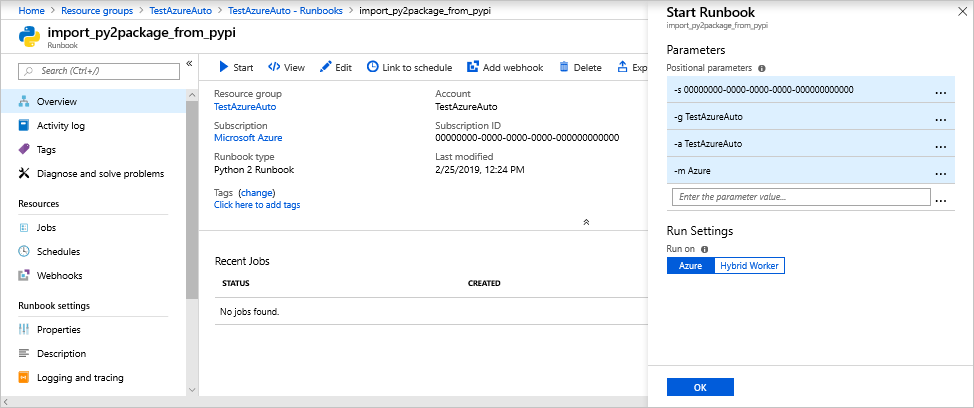 Home > Resource groups > TestAzureAuto > TestAzureAuto - Runbooks > import_py2package_from_pypi
import_py2package_from_pypi
Runbook
Search (Ctrl+/)
Overview
Activity log
Tags
Diagnose and solve problems
Resources
Jobs
Schedules
Webhooks
Runbook settings
Properties
Description
Logging and tracing
Start View Edit Link to schedule Add webhook Delete Exp
Resource group
TestAzureAuto
Account
TestAzureAuto
Subscription
Microsoft Azure
Subscription ID
00000000-0000-0000-0000-000000000000
Runbook type
Python 2 Runbook
Last modified
2/25/2019, 12:24 PM
Tags (change)
Click here to add tags
Recent Jobs
STATUS CREATED
No jobs found.
Start Runbook
import_py2package_from_pypi
Parameters
Positional parameters
-s 00000000-0000-0000-0000-000000000000 ...
-g TestAzureAuto ...
-a TestAzureAuto ...
-m Azure ...
Enter the parameter value... ...
Run Settings
Run on
Azure Hybrid Worker
OK